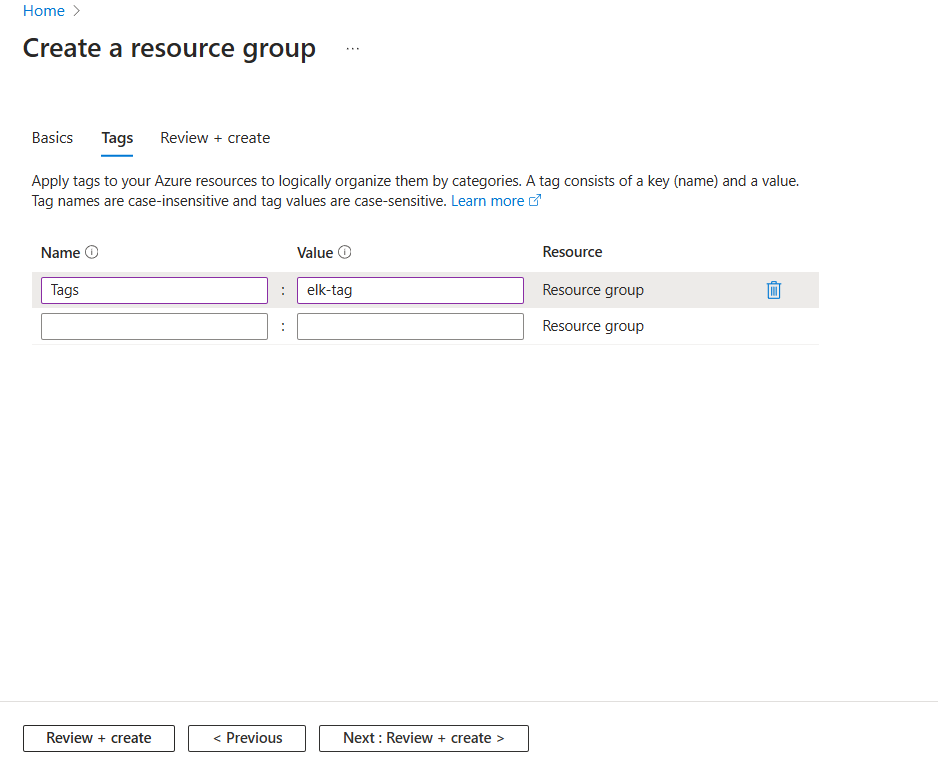 Home >
Create a resource group ...
Basics Tags Review + create
Apply tags to your Azure resources to logically organize them by categories. A tag consists of a key (name) and a value.
Tag names are case-insensitive and tag values are case-sensitive. Learn more
Name Value Resource
Tags : elk-tag Resource group
: Resource group
Review + create < Previous Next : Review + create >